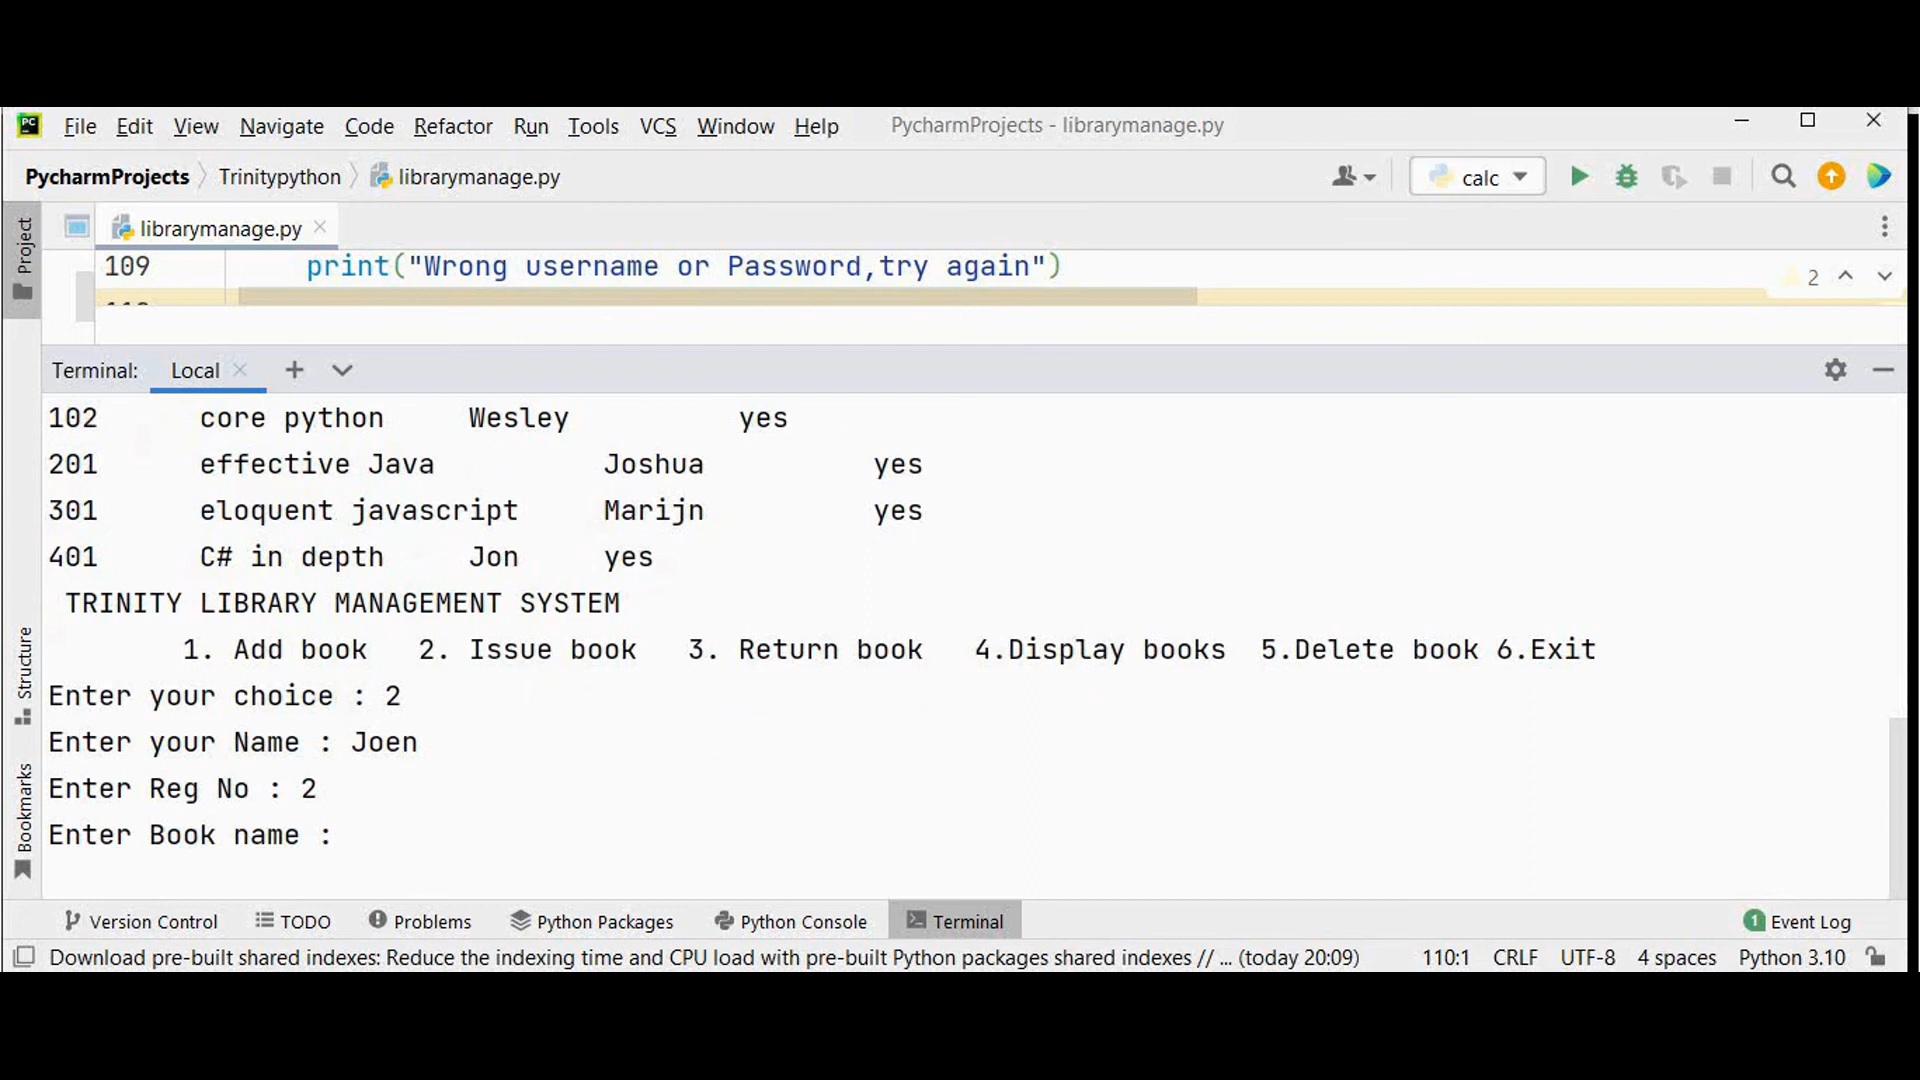 PC File Edit View Navigate Code Refactor Run Tools VCS Window Help PycharmProjects - librarymanage.py
PycharmProjects Trinitypython librarymanage.py calc
Project
librarymanage.py
109 print("Wrong username or Password,try again")
2
Terminal: Local
102 core python Wesley yes
201 effective Java Joshua yes
301 eloquent javascript Marijn yes
401 C# in depth Jon yes
TRINITY LIBRARY MANAGEMENT SYSTEM
1. Add book 2. Issue book 3. Return book 4.Display books 5.Delete book 6.Exit
Enter your choice : 2
Enter your Name : Joen
Enter Reg No : 2
Enter Book name :
Structure
Bookmarks
Version Control TODO Problems Python Packages Python Console Terminal 1 Event Log
Download pre-built shared indexes: Reduce the indexing time and CPU load with pre-built Python packages shared indexes // ... (today 20:09) 110:1 CRLF UTF-8 4 spaces Python 3.10